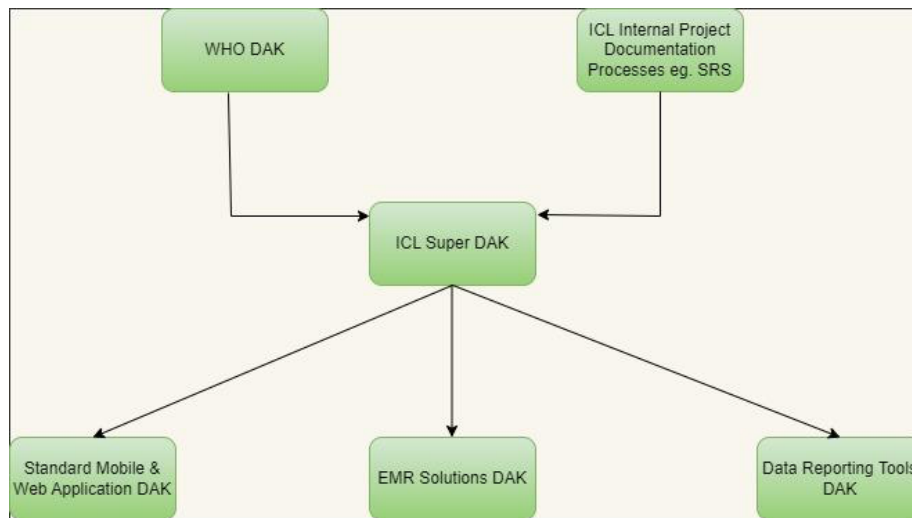 WHO DAK
ICL Internal Project
Documentation
Processes eg. SRS
ICL Super DAK
Standard Mobile &
Web Application DAK
EMR Solutions DAK
Data Reporting Tools
DAK